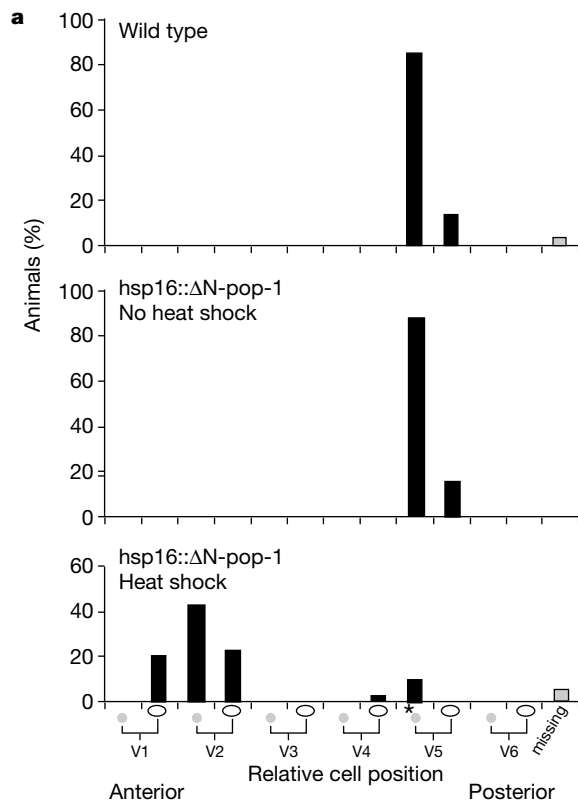 a
Wild type
100
80
60
40
20
0
Animals (%)
hsp16::ΔN-pop-1
No heat shock
100
80
60
40
20
0
hsp16::ΔN-pop-1
Heat shock
60
40
20
0
*
V1 V2 V3 V4 V5 V6 missing
Relative cell position
Anterior Posterior